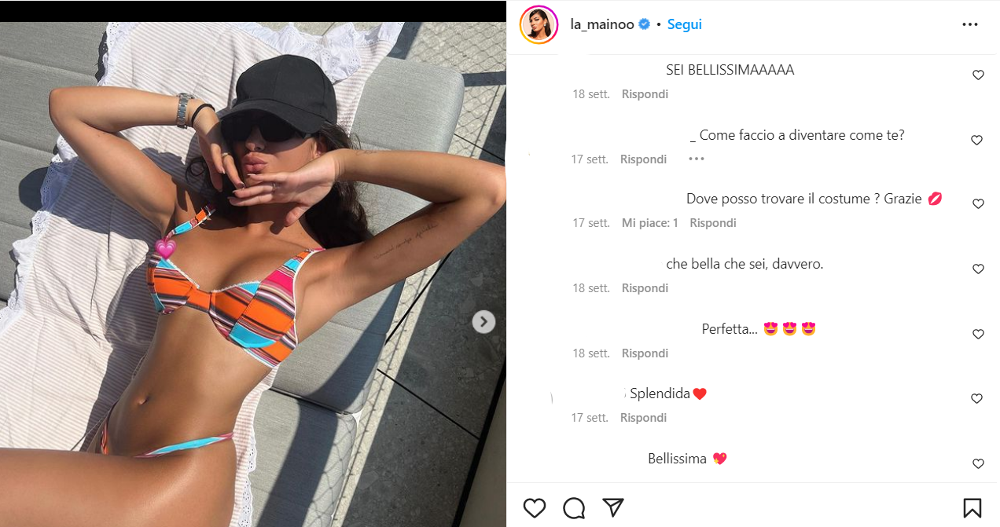 la_mainoo • Segui
SEI BELLISSIMAAAAA
18 sett. Rispondi
_ Come faccio a diventare come te?
17 sett. Rispondi
Dove posso trovare il costume ? Grazie 💋
17 sett. Mi piace: 1 Rispondi
che bella che sei, davvero.
18 sett. Rispondi
Perfetta... 😍 😍 😍
18 sett. Rispondi
Splendida❤️
17 sett. Rispondi
Bellissima 💖